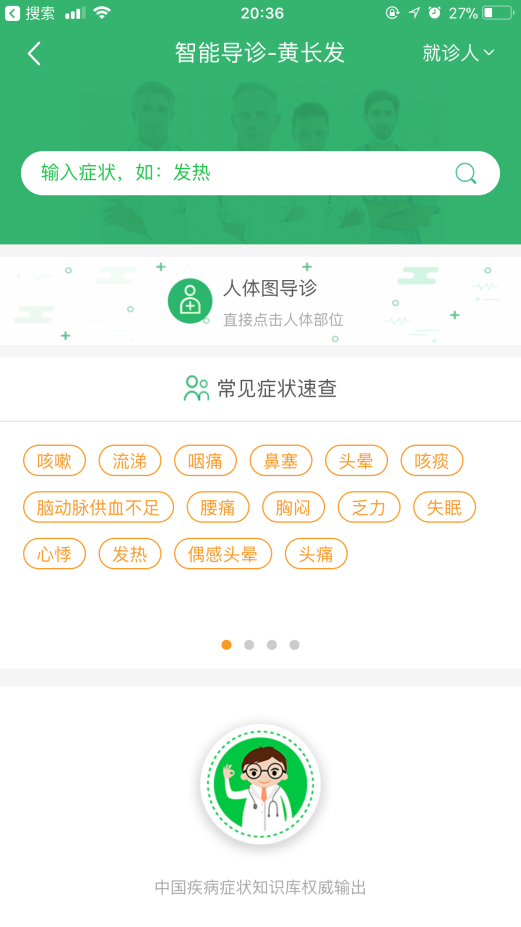 搜索 20:36 27%
智能导诊-黄长发 就诊人
输入症状，如：发热
人体图导诊
直接点击人体部位
常见症状速查
咳嗽 流涕 咽痛 鼻塞 头晕 咳痰
脑动脉供血不足 腰痛 胸闷 乏力 失眠
心悸 发热 偶感头晕 头痛
中国疾病症状知识库权威输出